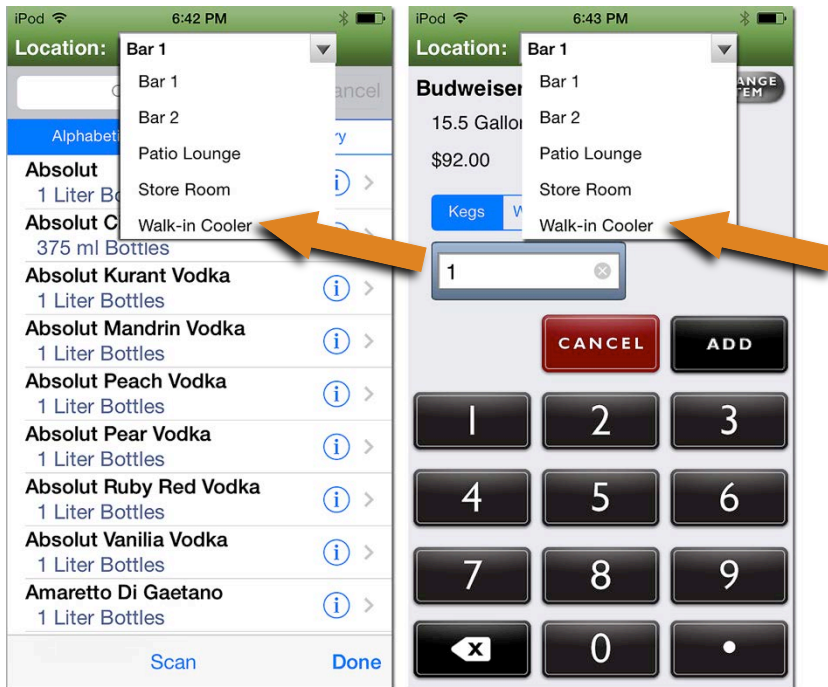 iPod 6:42 PM
Location: Bar 1
Bar 1
Bar 2
Patio Lounge
Store Room
Walk-in Cooler
Absolut
1 Liter
Absolut
375 ml Bottles
Absolut Kurant Vodka
1 Liter Bottles
Absolut Mandrin Vodka
1 Liter Bottles
Absolut Peach Vodka
1 Liter Bottles
Absolut Pear Vodka
1 Liter Bottles
Absolut Ruby Red Vodka
1 Liter Bottles
Absolut Vanilia Vodka
1 Liter Bottles
Amaretto Di Gaetano
1 Liter Bottles
Scan Done
iPod 6:43 PM
Location: Bar 1
Budweiser
15.5
$92.00
Bar 1
Bar 2
Patio Lounge
Store Room
Walk-in Cooler
Kegs
1
CANCEL ADD
1 2 3
4 5 6
7 8 9
x 0 .